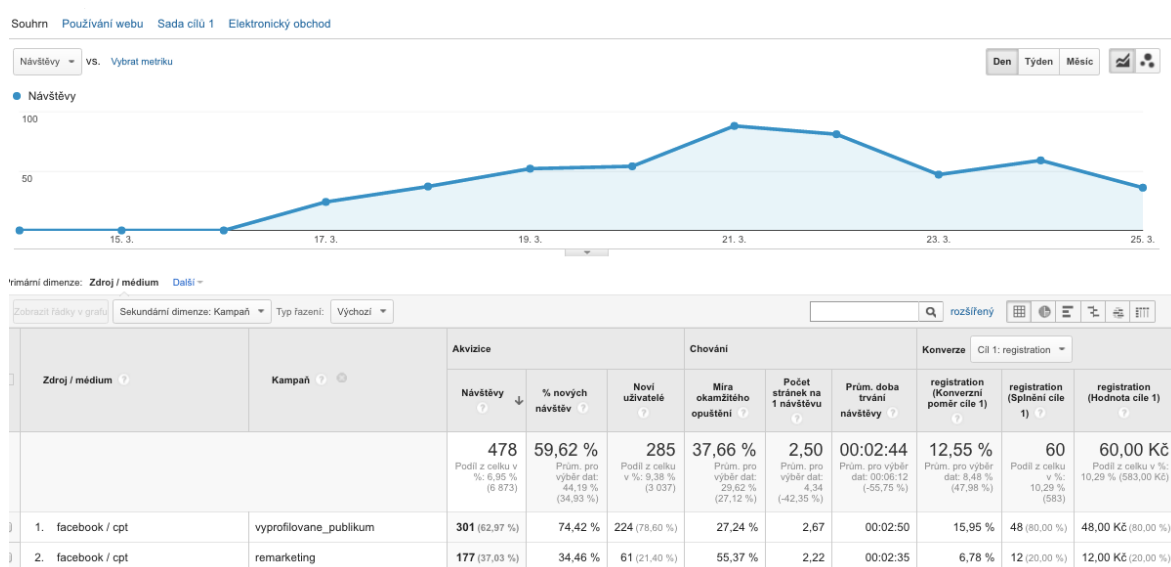 Souhrn Používání webu Sada cílů 1 Elektronický obchod
Návštěvy vs. Vybrat metriku Den Týden Měsíc
Návštěvy
100
50
15. 3. 17. 3. 19. 3. 21. 3. 23. 3. 25. 3.
rimární dimenze: Zdroj / médium Další
Zobrazit řádky v grafu Sekundární dimenze: Kampaň Typ řazení: Výchozí rozšířený
Akvizice Chování Konverze Cíl 1: registration
Zdroj / médium ? Kampaň ?
Návštěvy ? % nových návštěv ? Noví uživatelé ? Míra okamžitého opuštění ? Počet stránek na 1 návštěvu ? Prům. doba trvání návštěvy ? registration (Konverzní poměr cíle 1) ? registration (Splnění cíle 1) ? registration (Hodnota cíle 1) ?
478 59,62 % 285 37,66 % 2,50 00:02:44 12,55 % 60 60,00 Kč
Podíl z celku v %: 6,95 % (6 873) Prům. pro výběr dat: 44,19 % (34,93 %) Podíl z celku v %: 9,38 % (3 037) Prům. pro výběr dat: 29,62 % (27,12 %) Prům. pro výběr dat: 4,34 (-42,35 %) Prům. pro výběr dat: 00:06:12 (-55,75 %) Prům. pro výběr dat: 8,48 % (47,98 %) Podíl z celku v %: 10,29 % (583) Podíl z celku v %: 10,29 % (583,00 Kč)
1. facebook / cpt vyprofilovane_publikum 301 (62,97 %) 74,42 % 224 (78,60 %) 27,24 % 2,67 00:02:50 15,95 % 48 (80,00 %) 48,00 Kč (80,00 %)
2. facebook / cpt remarketing 177 (37,03 %) 34,46 % 61 (21,40 %) 55,37 % 2,22 00:02:35 6,78 % 12 (20,00 %) 12,00 Kč (20,00 %)